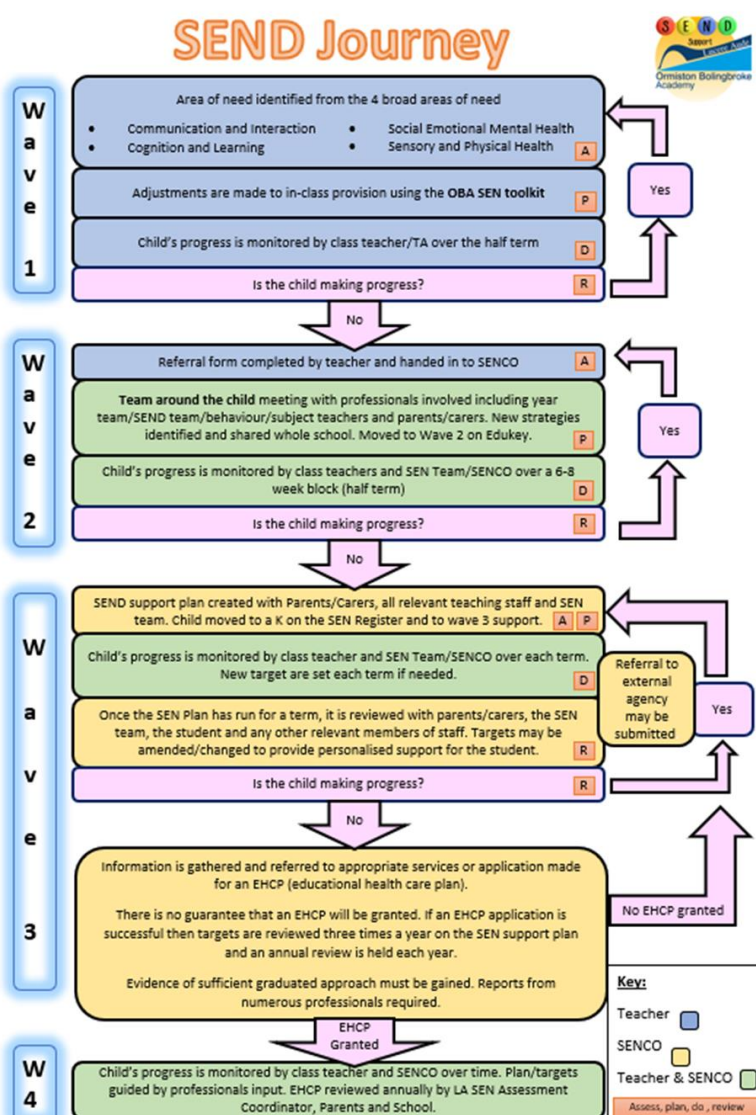 SEND Journey
S E N D
Support
Lucere Aude
Ormiston Bolingbroke
Academy
Wave 1
Area of need identified from the 4 broad areas of need
• Communication and Interaction
• Social Emotional Mental Health
• Cognition and Learning
• Sensory and Physical Health
A
Adjustments are made to in-class provision using the OBA SEN toolkit
P
Child's progress is monitored by class teacher/TA over the half term
D
Is the child making progress?
R
Yes
No
Wave 2
Referral form completed by teacher and handed in to SENCO
A
Team around the child meeting with professionals involved including year
team/SEND team/behaviour/subject teachers and parents/carers. New strategies
identified and shared whole school. Moved to Wave 2 on Edukey.
P
Child's progress is monitored by class teachers and SEN Team/SENCO over a 6-8
week block (half term)
D
Is the child making progress?
R
Yes
No
Wave 3
SEND support plan created with Parents/Carers, all relevant teaching staff and SEN
team. Child moved to a K on the SEN Register and to wave 3 support.
A P
Child's progress is monitored by class teacher and SEN Team/SENCO over each term.
New target are set each term if needed.
D
Once the SEN Plan has run for a term, it is reviewed with parents/carers, the SEN
team, the student and any other relevant members of staff. Targets may be
amended/changed to provide personalised support for the student.
R
Is the child making progress?
R
Referral to
external
agency
may be
submitted
Yes
No
Information is gathered and referred to appropriate services or application made
for an EHCP (educational health care plan).
There is no guarantee that an EHCP will be granted. If an EHCP application is
successful then targets are reviewed three times a year on the SEN support plan
and an annual review is held each year.
Evidence of sufficient graduated approach must be gained. Reports from
numerous professionals required.
No EHCP granted
EHCP
Granted
W
4
Child's progress is monitored by class teacher and SENCO over time. Plan/targets
guided by professionals input. EHCP reviewed annually by LA SEN Assessment
Coordinator, Parents and School.
Key:
Teacher
SENCO
Teacher & SENCO
Assess, plan, do , review